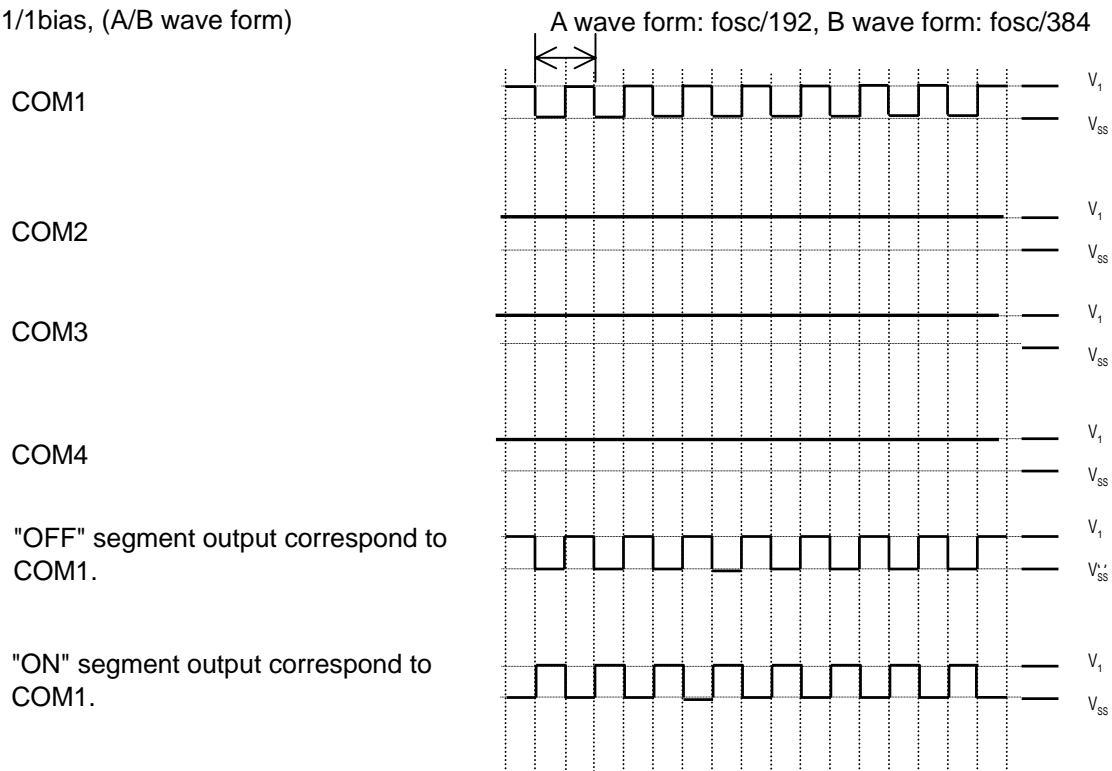 1/1bias, (A/B wave form)
A wave form: fosc/192, B wave form: fosc/384
COM1
V1
VSS
COM2
V1
VSS
COM3
V1
VSS
COM4
V1
VSS
"OFF" segment output correspond to
COM1.
V1
VSS
"ON" segment output correspond to
COM1.
V1
VSS